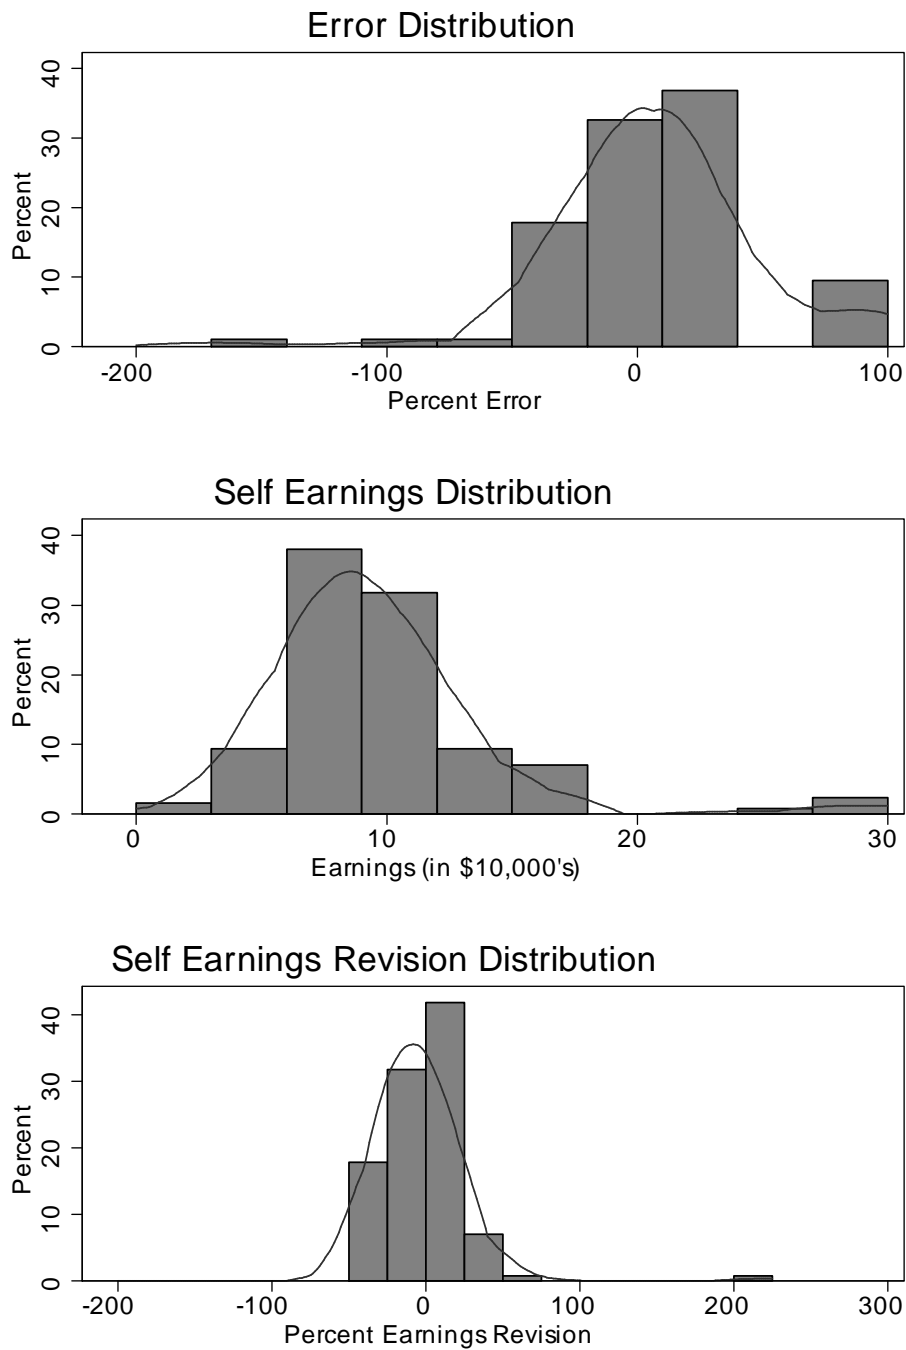 Error Distribution
40
30
20
10
0
Percent
-200 -100 0 100
Percent Error
Self Earnings Distribution
40
30
20
10
0
Percent
0 10 20 30
Earnings (in $10,000's)
Self Earnings Revision Distribution
40
30
20
10
0
Percent
-200 -100 0 100 200 300
Percent Earnings Revision